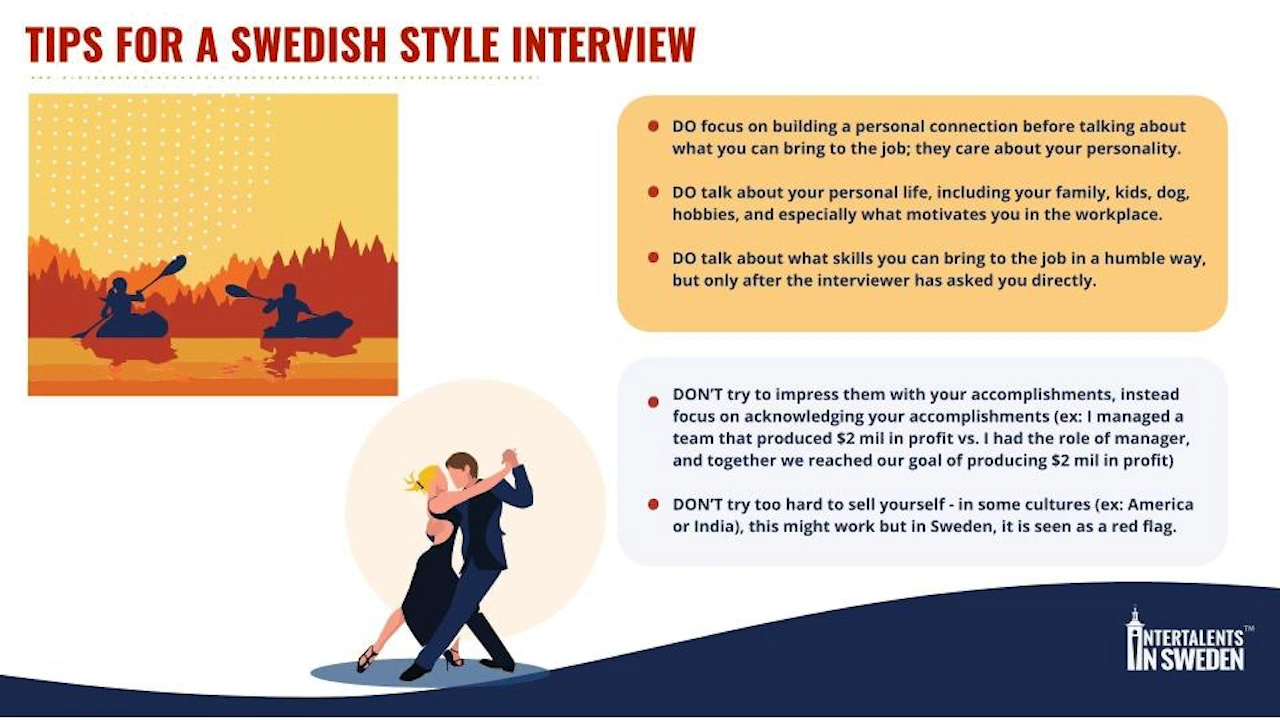 TIPS FOR A SWEDISH STYLE INTERVIEW
DO focus on building a personal connection before talking about
what you can bring to the job; they care about your personality.
DO talk about your personal life, including your family, kids, dog,
hobbies, and especially what motivates you in the workplace.
DO talk about what skills you can bring to the job in a humble way,
but only after the interviewer has asked you directly.
DON'T try to impress them with your accomplishments, instead
focus on acknowledging your accomplishments (ex: I managed a
team that produced $2 mil in profit vs. I had the role of manager,
and together we reached our goal of producing $2 mil in profit)
DON'T try too hard to sell yourself - in some cultures (ex: America
or India), this might work but in Sweden, it is seen as a red flag.
INTERTALENTS™
IN SWEDEN